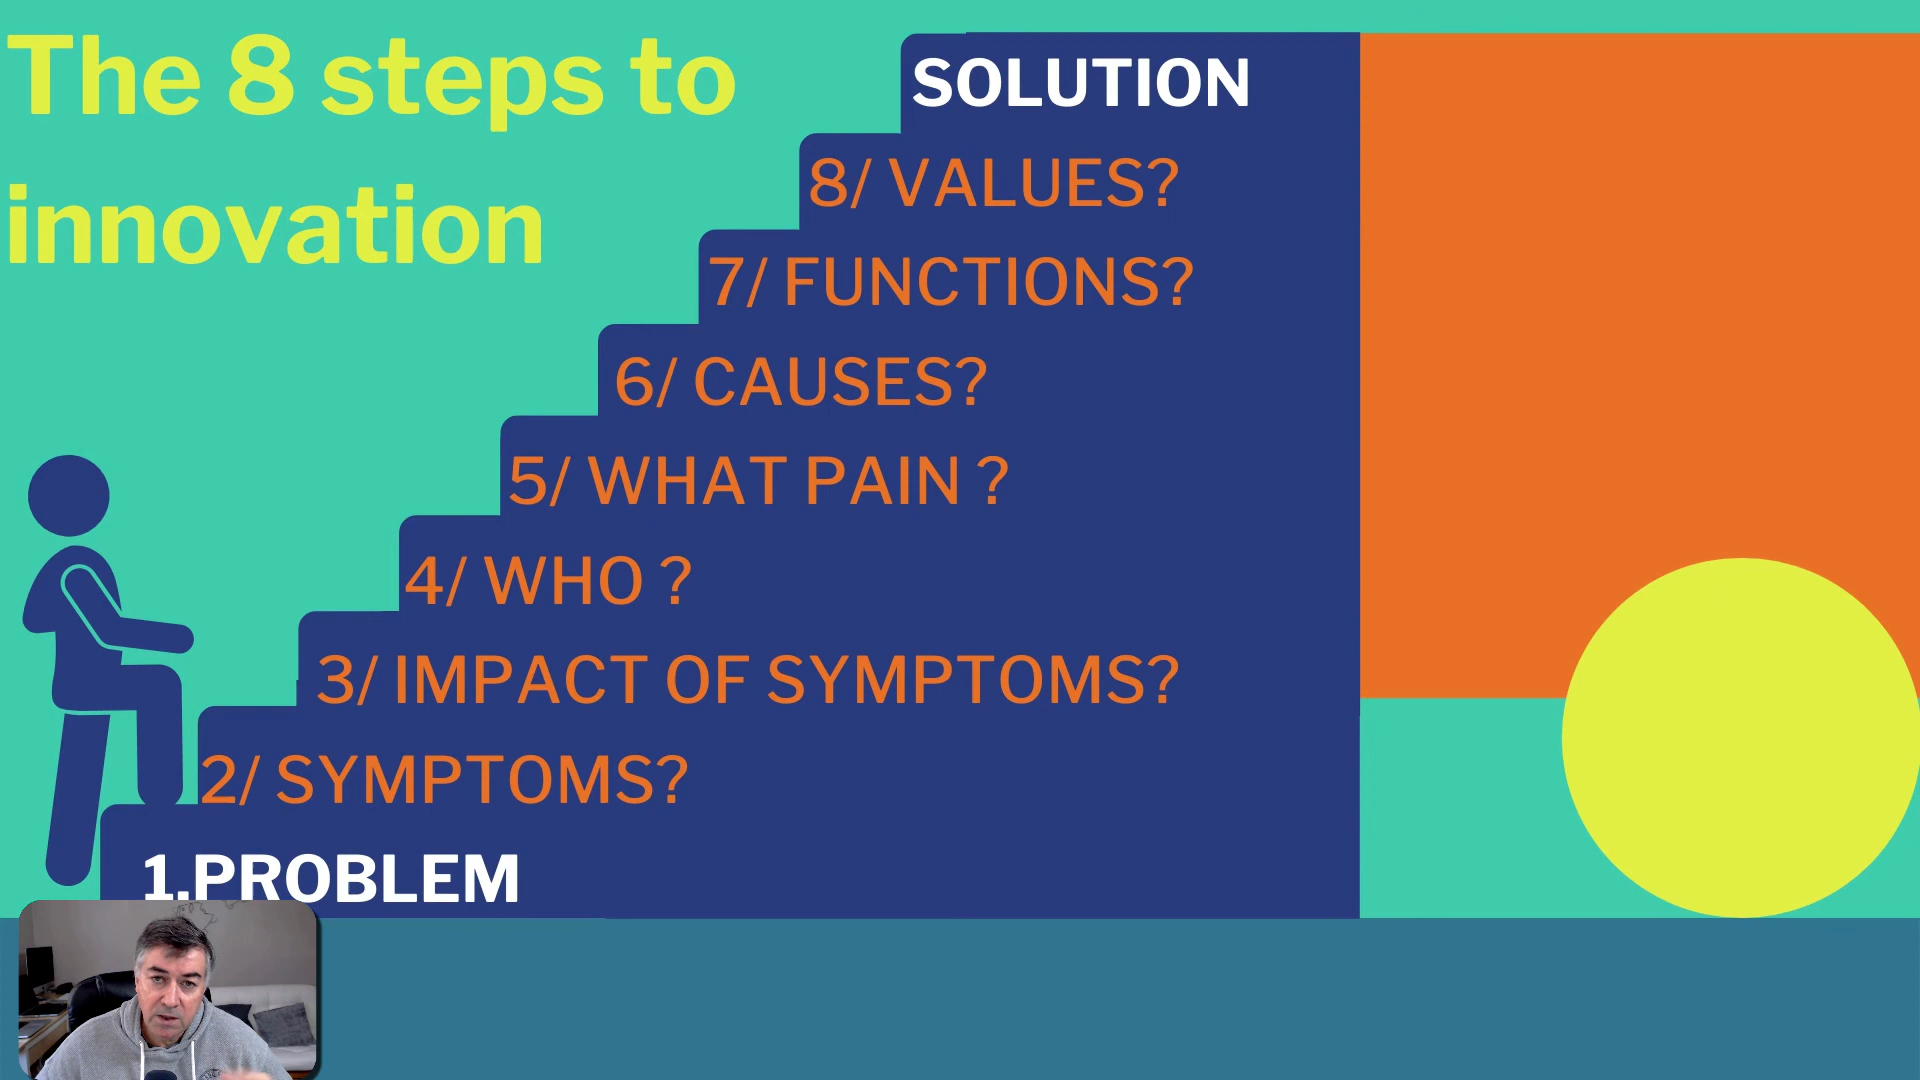 The 8 steps to
innovation
SOLUTION
8/ VALUES?
7/ FUNCTIONS?
6/ CAUSES?
5/ WHAT PAIN ?
4/ WHO ?
3/ IMPACT OF SYMPTOMS?
2/ SYMPTOMS?
1.PROBLEM